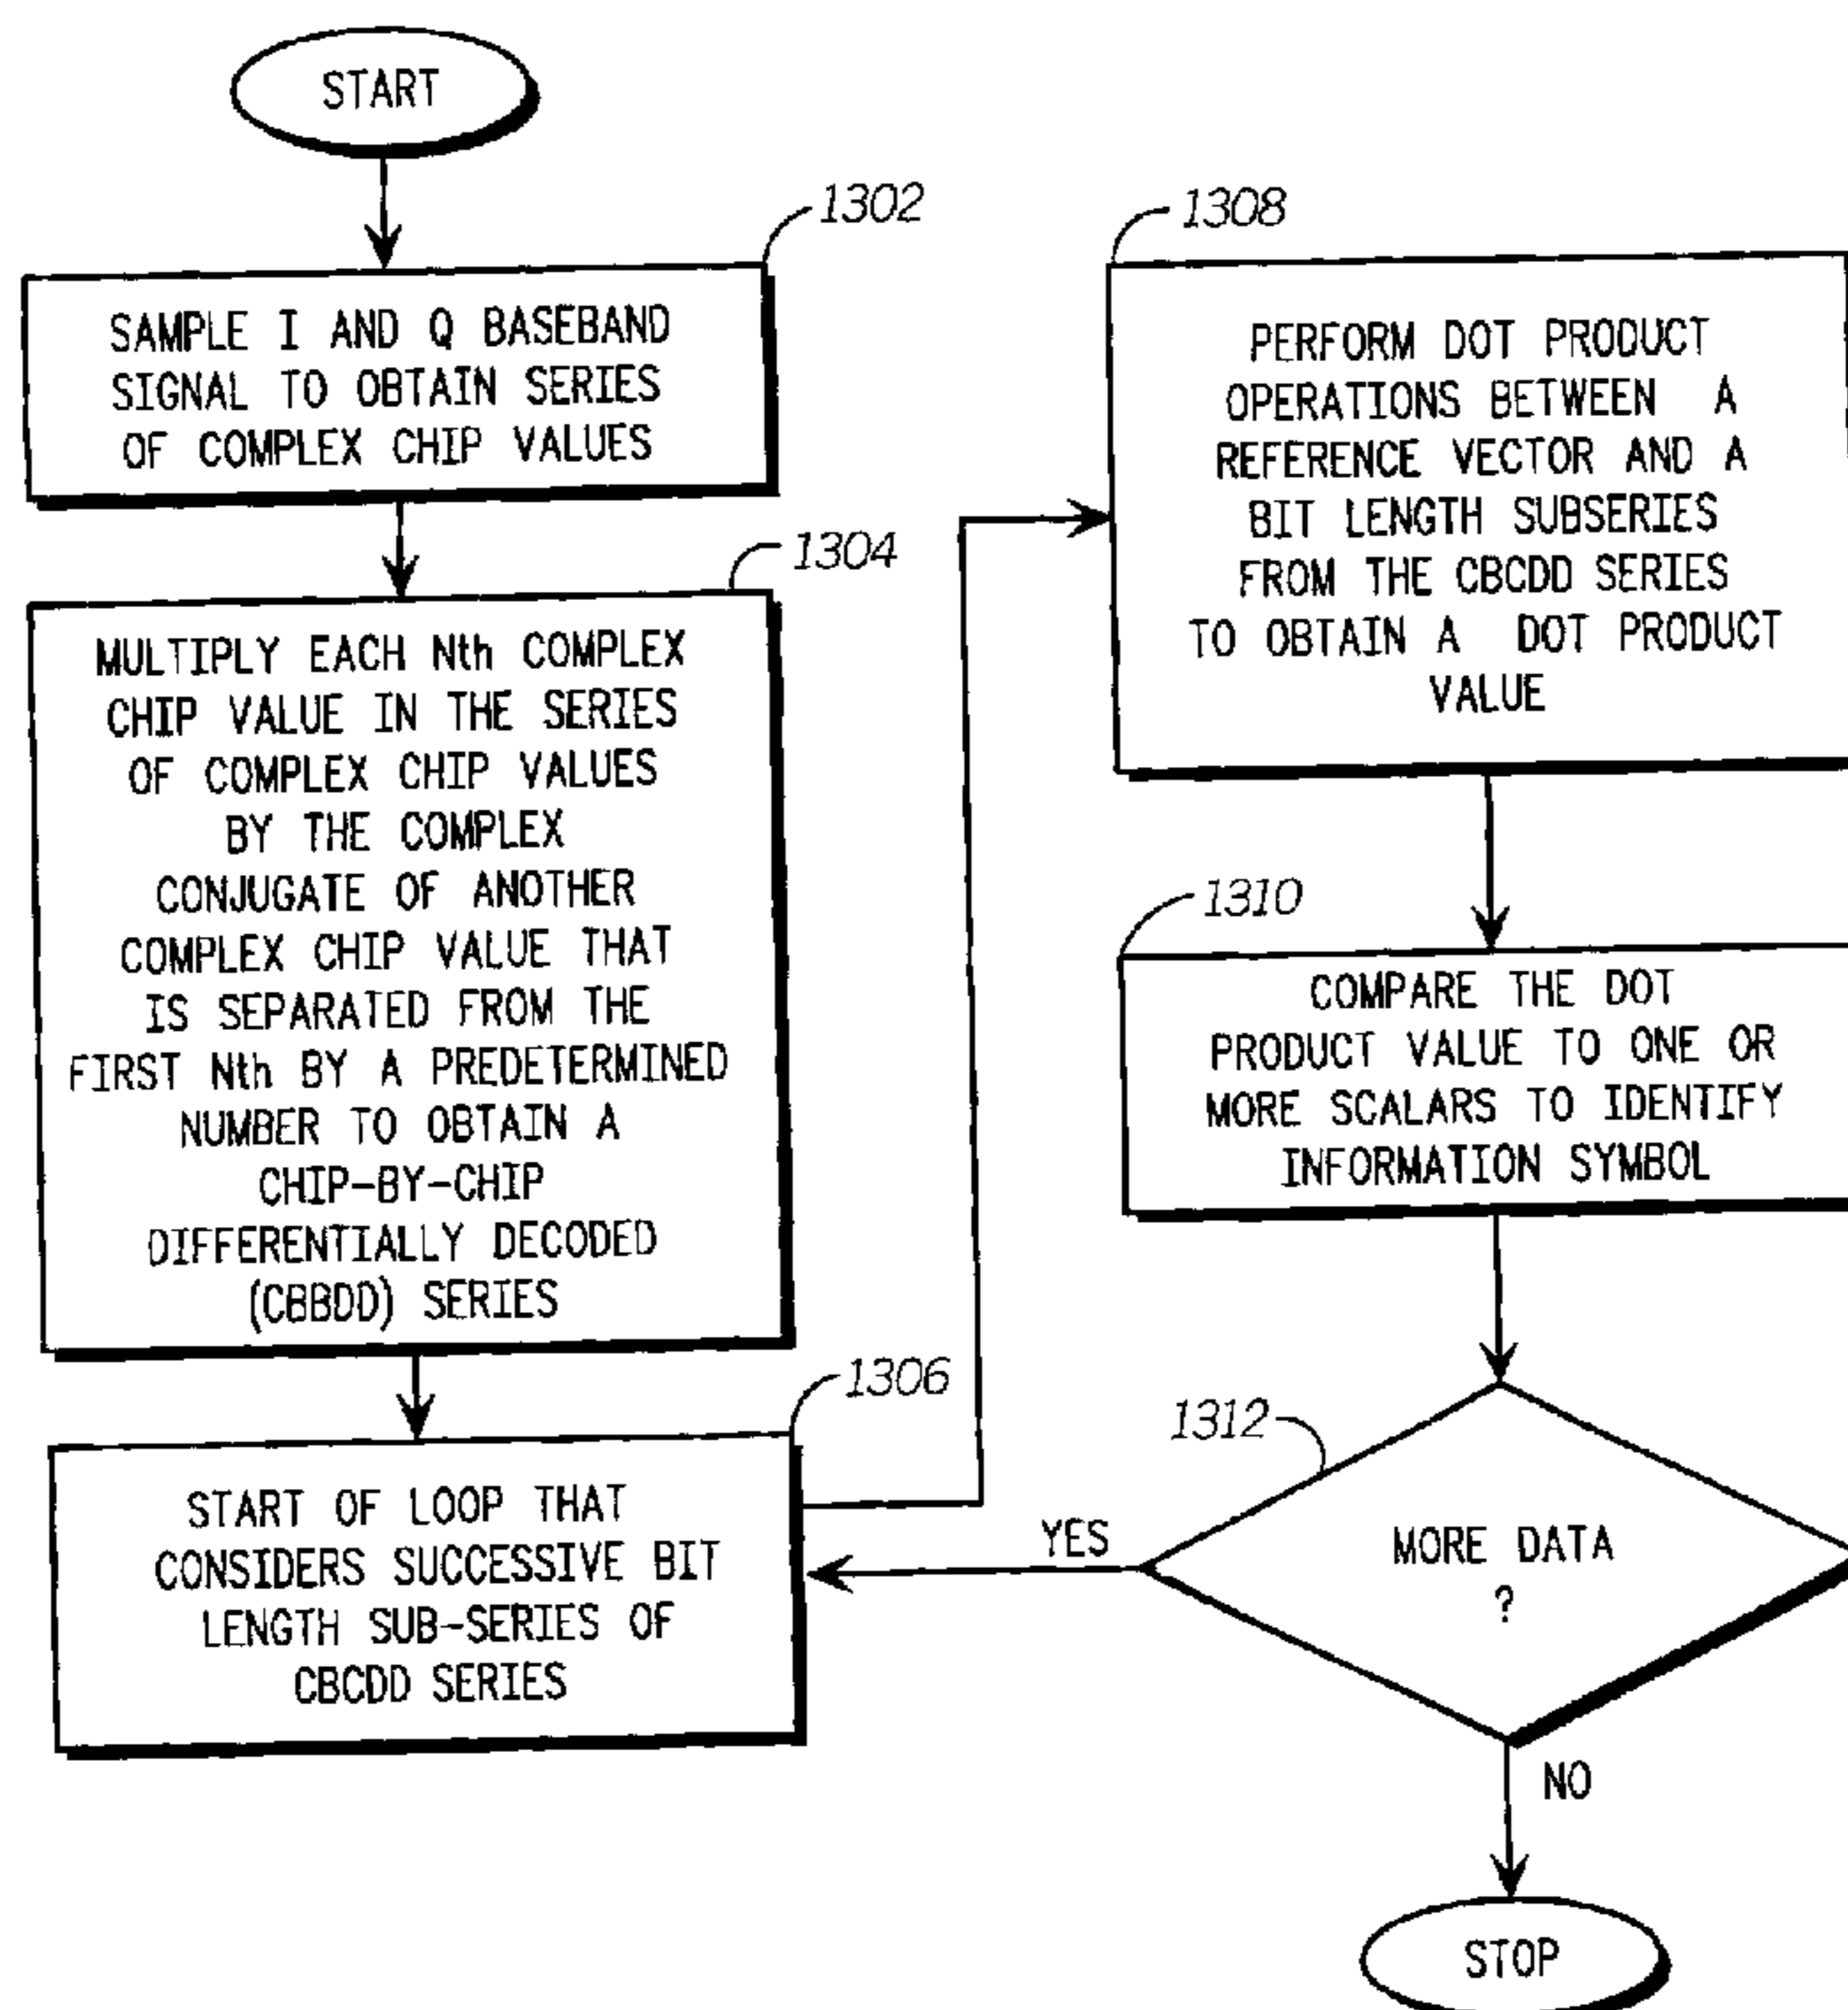 START
1302
SAMPLE I AND Q BASEBAND
SIGNAL TO OBTAIN SERIES
OF COMPLEX CHIP VALUES
1304
MULTIPLY EACH Nth COMPLEX
CHIP VALUE IN THE SERIES
OF COMPLEX CHIP VALUES
BY THE COMPLEX
CONJUGATE OF ANOTHER
COMPLEX CHIP VALUE THAT
IS SEPARATED FROM THE
FIRST Nth BY A PREDETERMINED
NUMBER TO OBTAIN A
CHIP-BY-CHIP
DIFFERENTIALLY DECODED
(CBBDD) SERIES
1306
START OF LOOP THAT
CONSIDERS SUCCESSIVE BIT
LENGTH SUB-SERIES OF
CBCDD SERIES
1308
PERFORM DOT PRODUCT
OPERATIONS BETWEEN A
REFERENCE VECTOR AND A
BIT LENGTH SUBSERIES
FROM THE CBCDD SERIES
TO OBTAIN A DOT PRODUCT
VALUE
1310
COMPARE THE DOT
PRODUCT VALUE TO ONE OR
MORE SCALARS TO IDENTIFY
INFORMATION SYMBOL
1312
MORE DATA
?
YES
NO
STOP